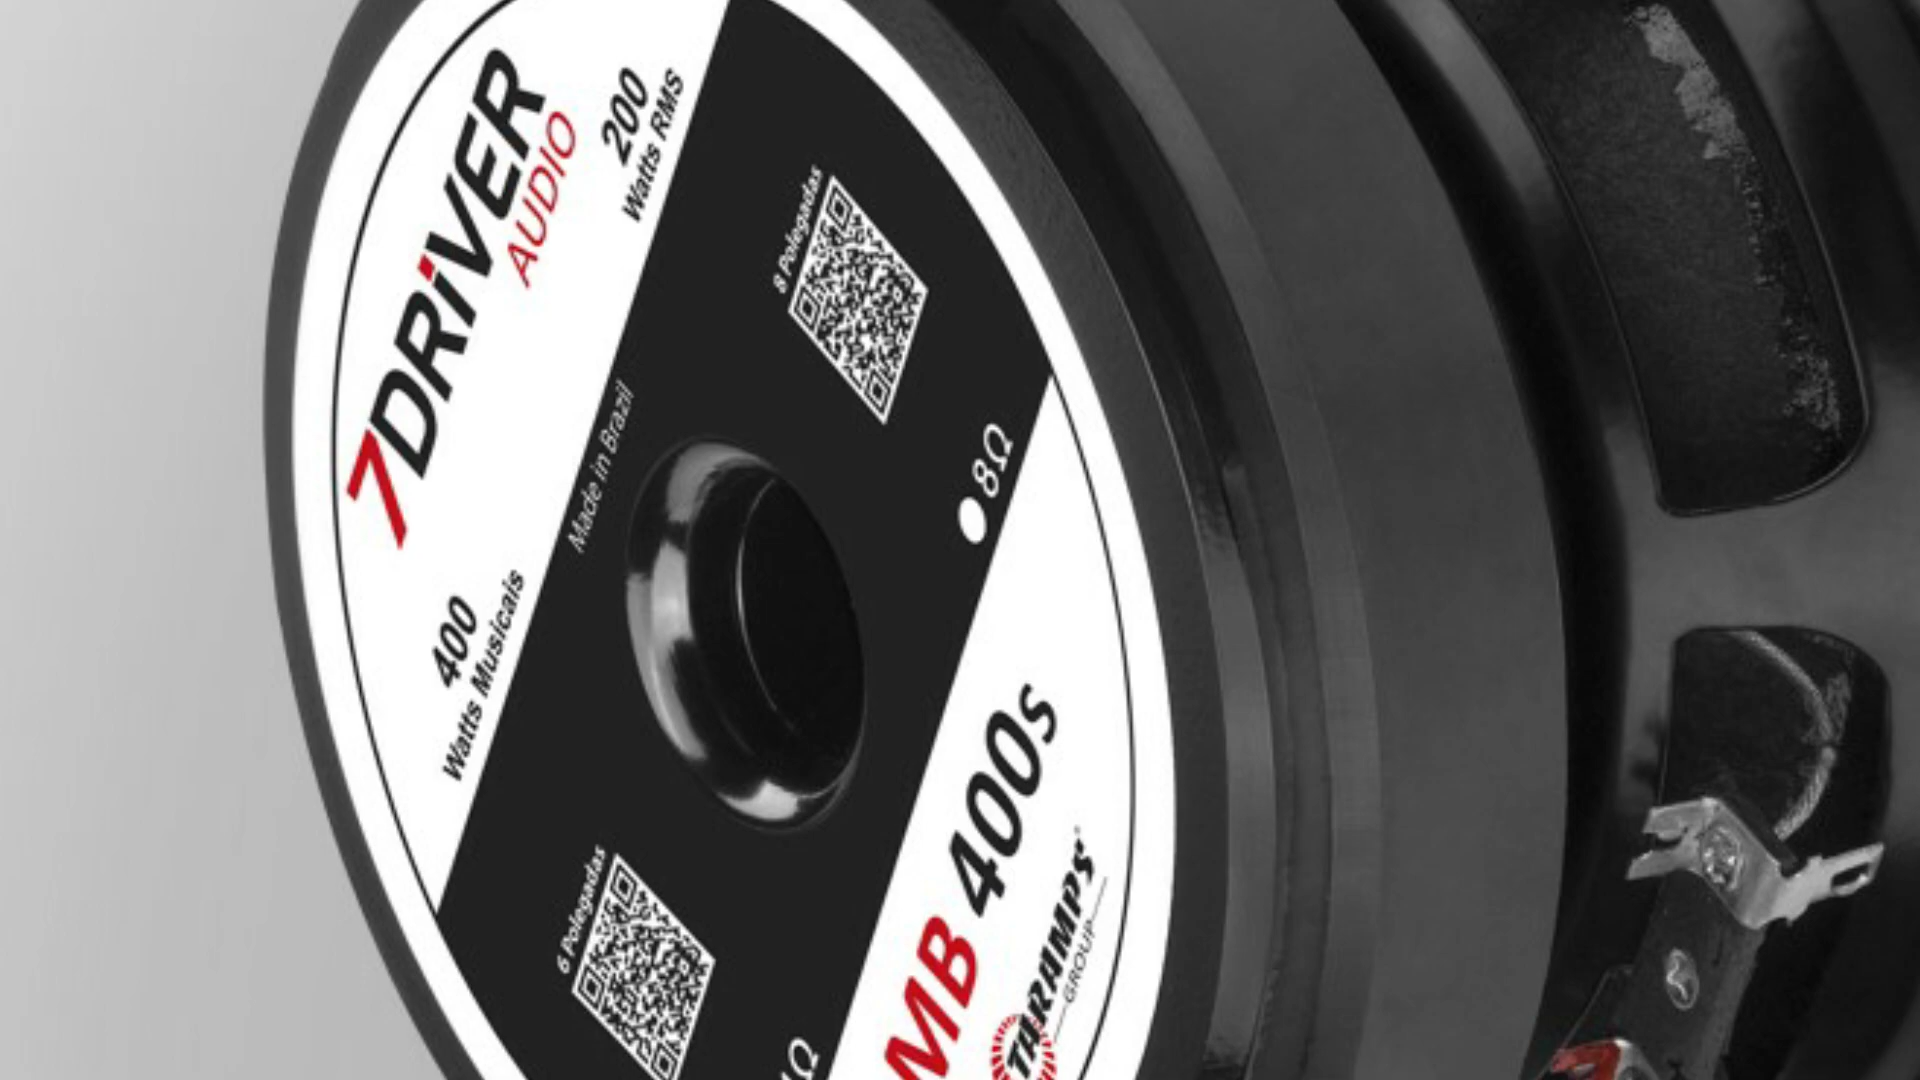 7DRiVER
AUDIO
200
Watts RMS
400
Watts Musicais
Made in Brazil
8 Polegadas
8Ω
6 Polegadas
Ω
MB 400s
TARAMPS
GROUP